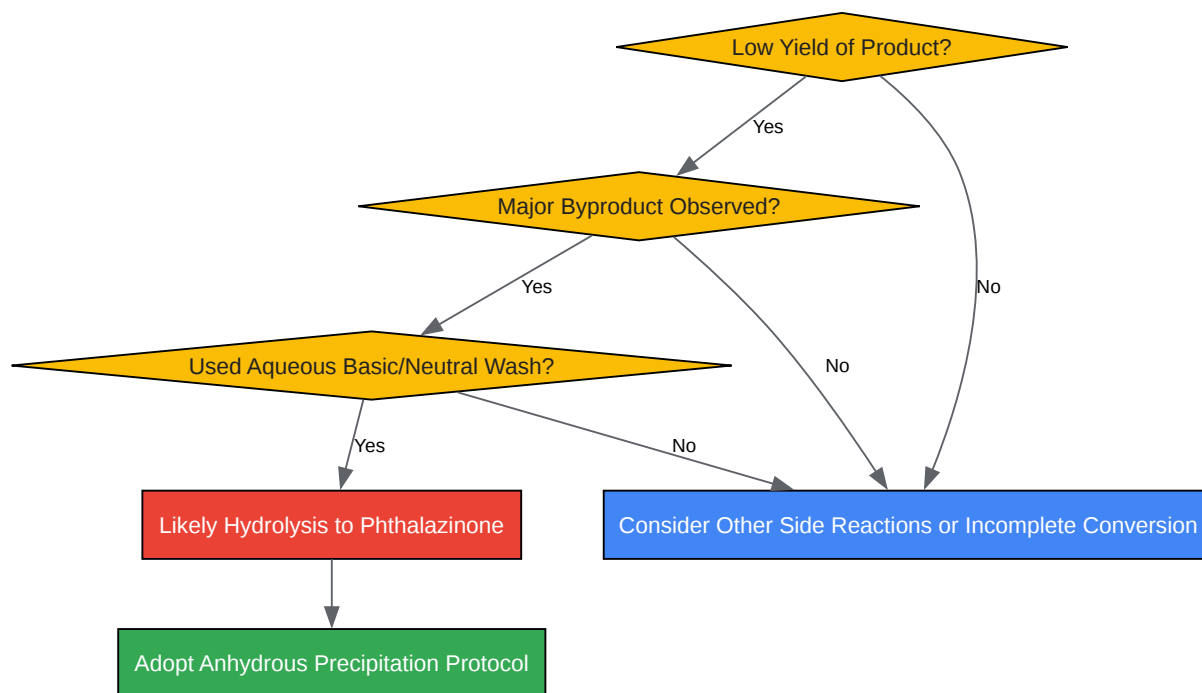 Low Yield of Product?
Yes
Major Byproduct Observed?
Yes
No
Used Aqueous Basic/Neutral Wash?
No
Yes
No
Likely Hydrolysis to Phthalazinone
Consider Other Side Reactions or Incomplete Conversion
Adopt Anhydrous Precipitation Protocol